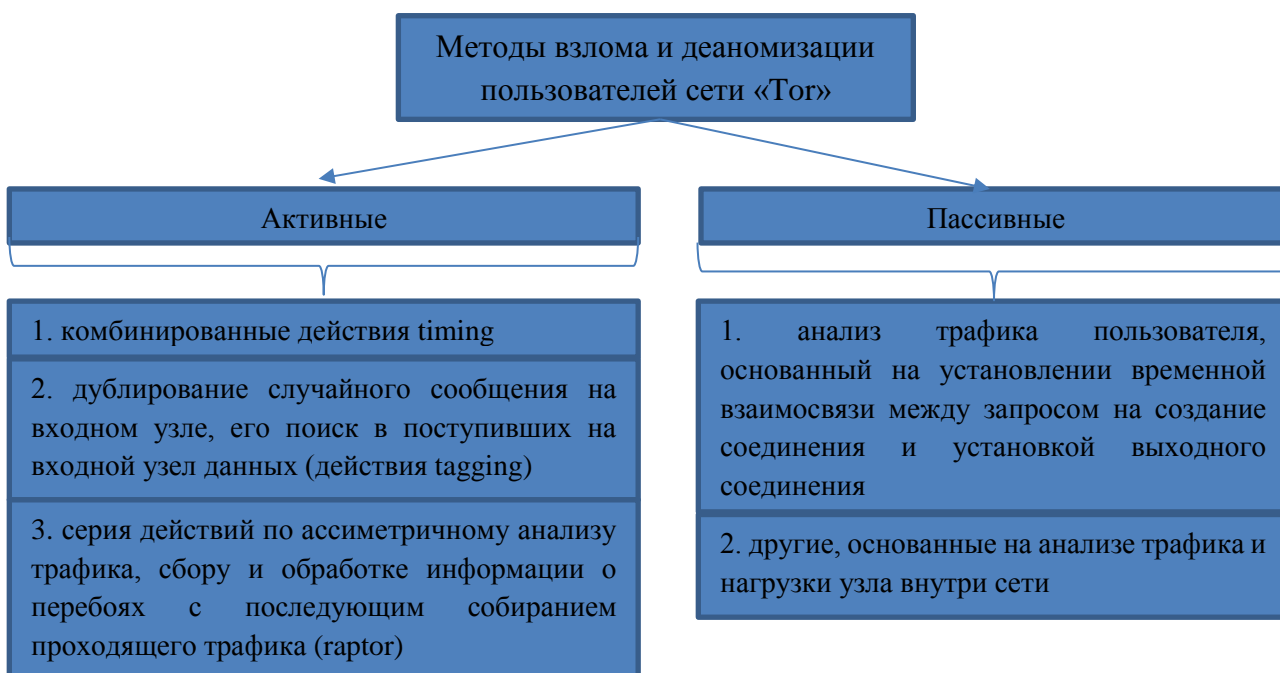 Методы взлома и деаномизации
пользователей сети «Tor»
Активные
Пассивные
1. комбинированные действия timing
2. дублирование случайного сообщения на
входном узле, его поиск в поступивших на
входной узел данных (действия tagging)
3. серия действий по ассиметричному анализу
трафика, сбору и обработке информации о
перебоях с последующим собиранием
проходящего трафика (raptor)
1. анализ трафика пользователя,
основанный на установлении временной
взаимосвязи между запросом на создание
соединения и установкой выходного
соединения
2. другие, основанные на анализе трафика и
нагрузки узла внутри сети